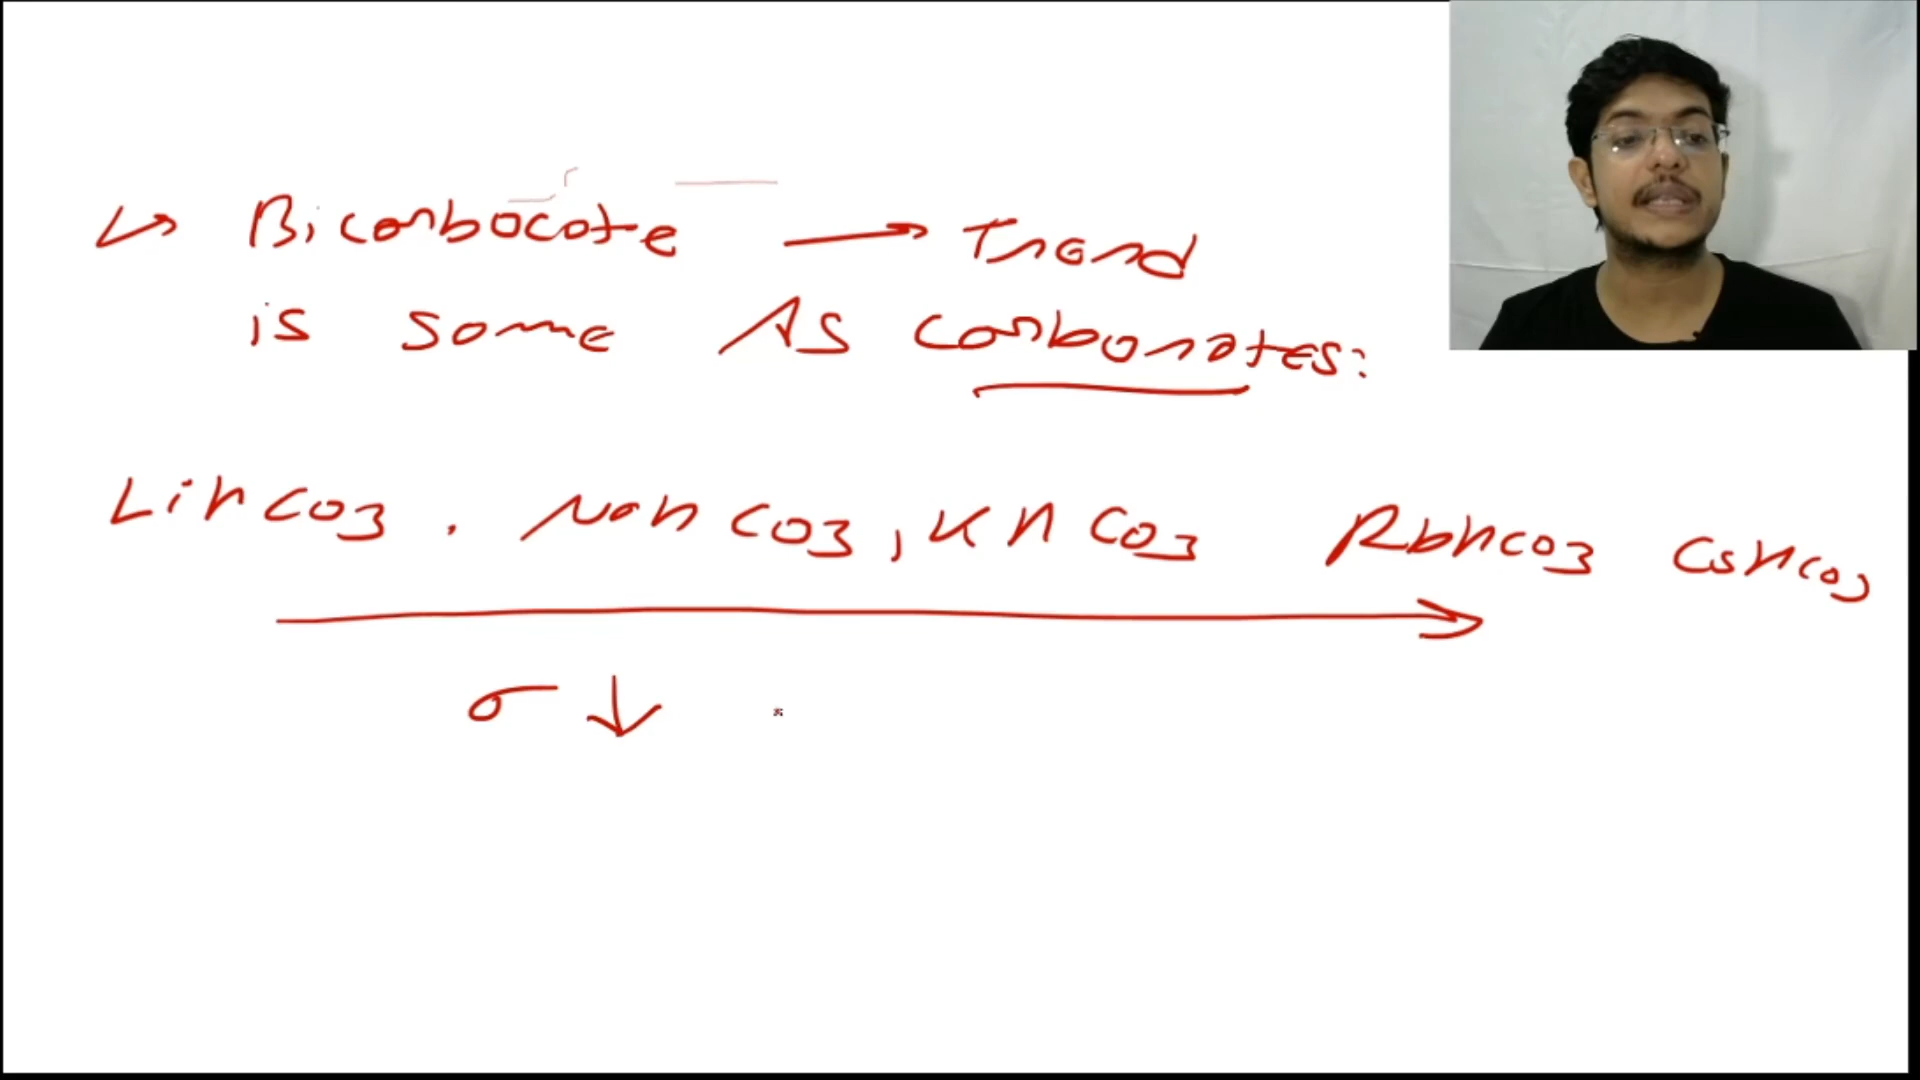 ↳ Bicarbocate → Trend
is same As carbonates:
LiHCO3 . NaHCO3, KHCO3 RbHCO3 CsHCO3
σ ↓